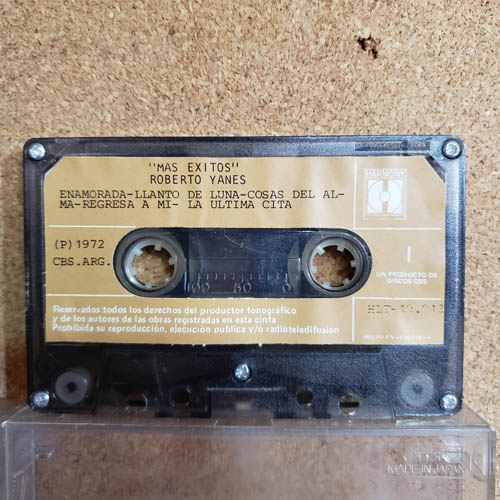 "MAS EXITOS"
ROBERTO YANES
ENAMORADA-LLANTO DE LUNA-COSAS DEL AL-
MA-REGRESA A MI- LA ULTIMA CITA
HARMONY
(P) 1972
CBS.ARG.
I
UN PRODUCTO DE
DISCOS CBS
100 50 0
Reservados todos los derechos del productor fonográfico
y de los autores de las obras registradas en esta cinta
Prohibida su reproducción, ejecución publica y/o radioteledifusion
MADE IN JAPAN